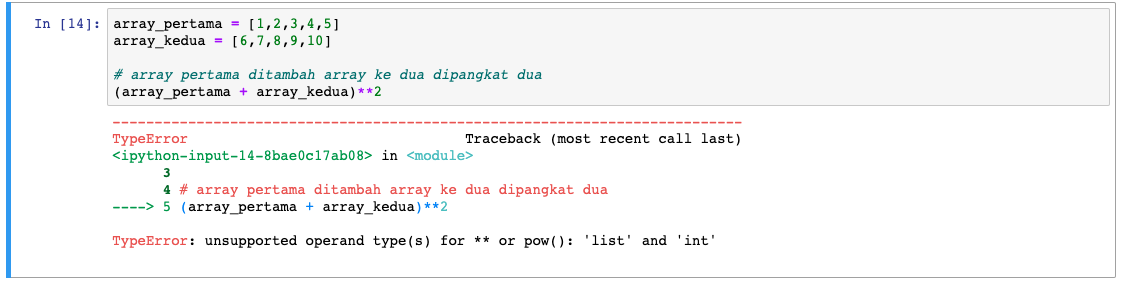 In [14]: array_pertama = [1,2,3,4,5]
array_kedua = [6,7,8,9,10]
# array pertama ditambah array ke dua dipangkat dua
(array_pertama + array_kedua)**2
---------------------------------------------------------------------------
TypeError                                 Traceback (most recent call last)
<ipython-input-14-8bae0c17ab08> in <module>
3
4 # array pertama ditambah array ke dua dipangkat dua
----> 5 (array_pertama + array_kedua)**2
TypeError: unsupported operand type(s) for ** or pow(): 'list' and 'int'